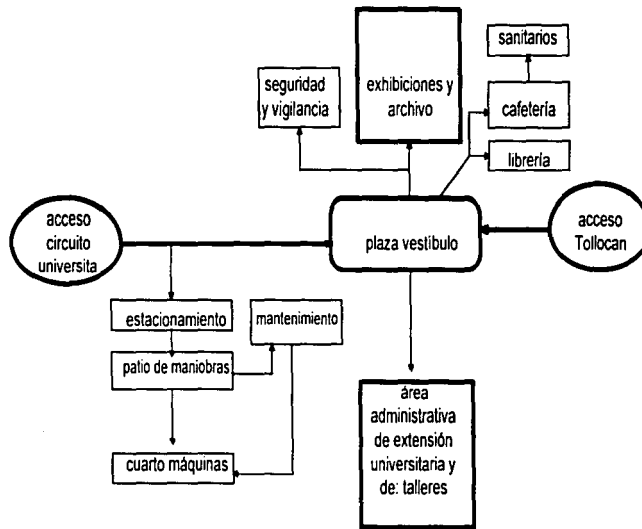 sanitarios
seguridad
y vigilancia
exhibiciones y
archivo
cafetería
librería
acceso
circuito
universita
plaza vestíbulo
acceso
Tollocan
estacionamiento
mantenimiento
patio de maniobras
cuarto máquinas
área
administrativa
de extensión
universitaria y
de: talleres